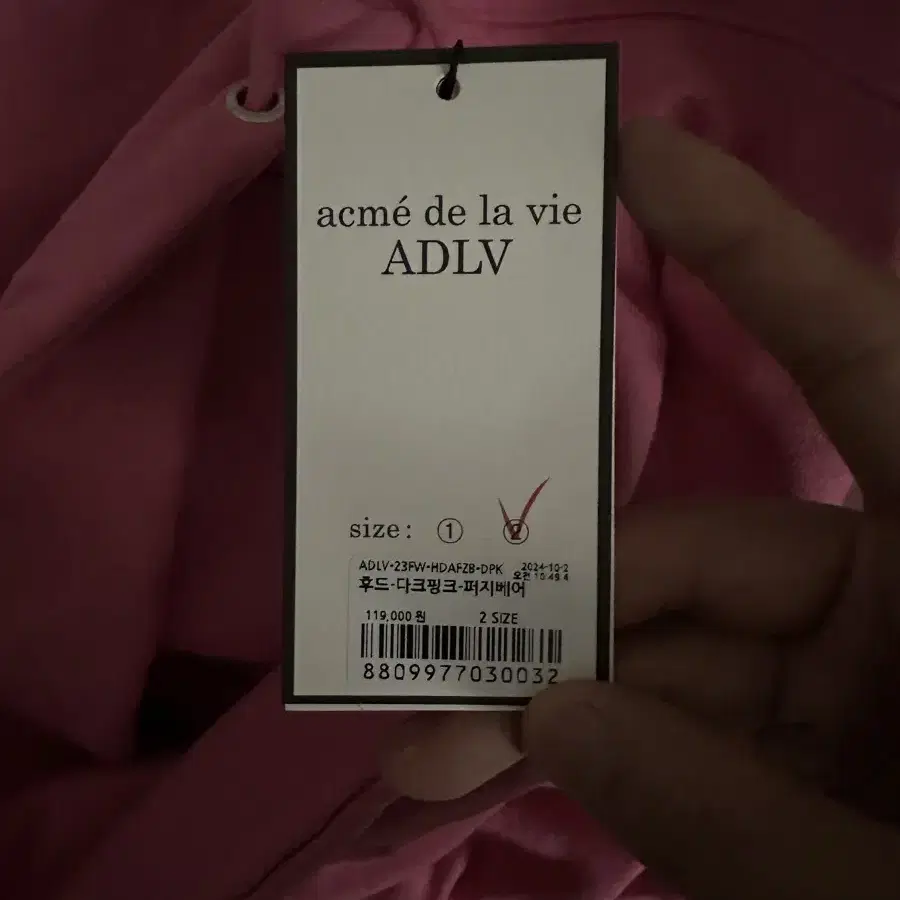 acmé de la vie
ADLV
size: ① ②
ADLV-23FW-HDAFZB-DPK 2024-10-2
후드-다크핑크-퍼지베어 오전 10:49:4
119,000 원 2 SIZE
8809977030032